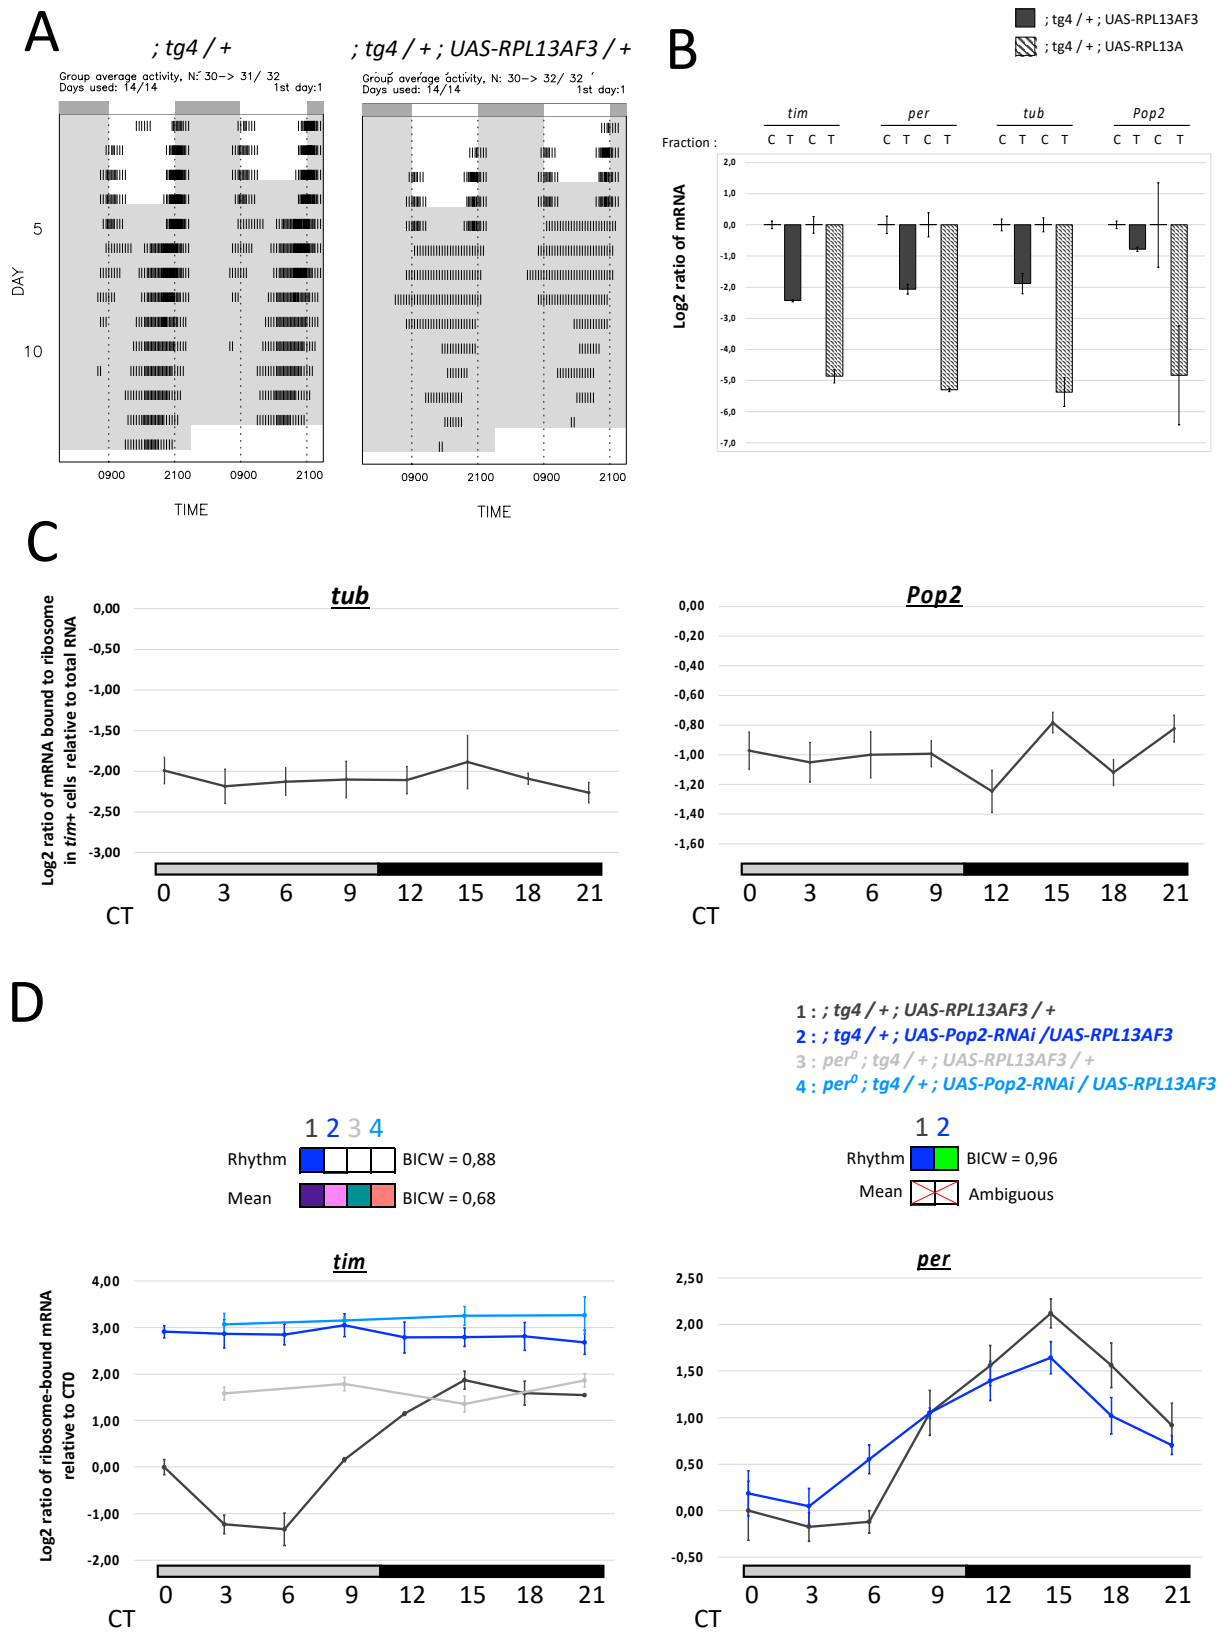 A
; tg4 / +
; tg4 / + ; UAS-RPL13AF3 / +
Group average activity, N: 30-> 31/ 32
Days used: 14/14 1st day:1
Group average activity, N: 30-> 32/ 32
Days used: 14/14 1st day:1
5
10
DAY
0900 2100 0900 2100
TIME
0900 2100 0900 2100
TIME
B
; tg4 / + ; UAS-RPL13AF3
; tg4 / + ; UAS-RPL13A
tim per tub Pop2
Fraction : C T C T C T C T C T C T C T C T
Log2 ratio of mRNA
2,0
1,0
0,0
-1,0
-2,0
-3,0
-4,0
-5,0
-6,0
-7,0
C
tub
Log2 ratio of mRNA bound to ribosome
in tim+ cells relative to total RNA
0,00
-0,50
-1,00
-1,50
-2,00
-2,50
-3,00
0 3 6 9 12 15 18 21
CT
Pop2
0,00
-0,20
-0,40
-0,60
-0,80
-1,00
-1,20
-1,40
-1,60
0 3 6 9 12 15 18 21
CT
D
1 : ; tg4 / + ; UAS-RPL13AF3 / +
2 : ; tg4 / + ; UAS-Pop2-RNAi /UAS-RPL13AF3
3 : per0 ; tg4 / + ; UAS-RPL13AF3 / +
4 : per0 ; tg4 / + ; UAS-Pop2-RNAi / UAS-RPL13AF3
1 2 3 4
Rhythm BICW = 0,88
Mean BICW = 0,68
1 2
Rhythm BICW = 0,96
Mean Ambiguous
tim
Log2 ratio of ribosome-bound mRNA
relative to CT0
4,00
3,00
2,00
1,00
0,00
-1,00
-2,00
0 3 6 9 12 15 18 21
CT
per
2,50
2,00
1,50
1,00
0,50
0,00
-0,50
0 3 6 9 12 15 18 21
CT